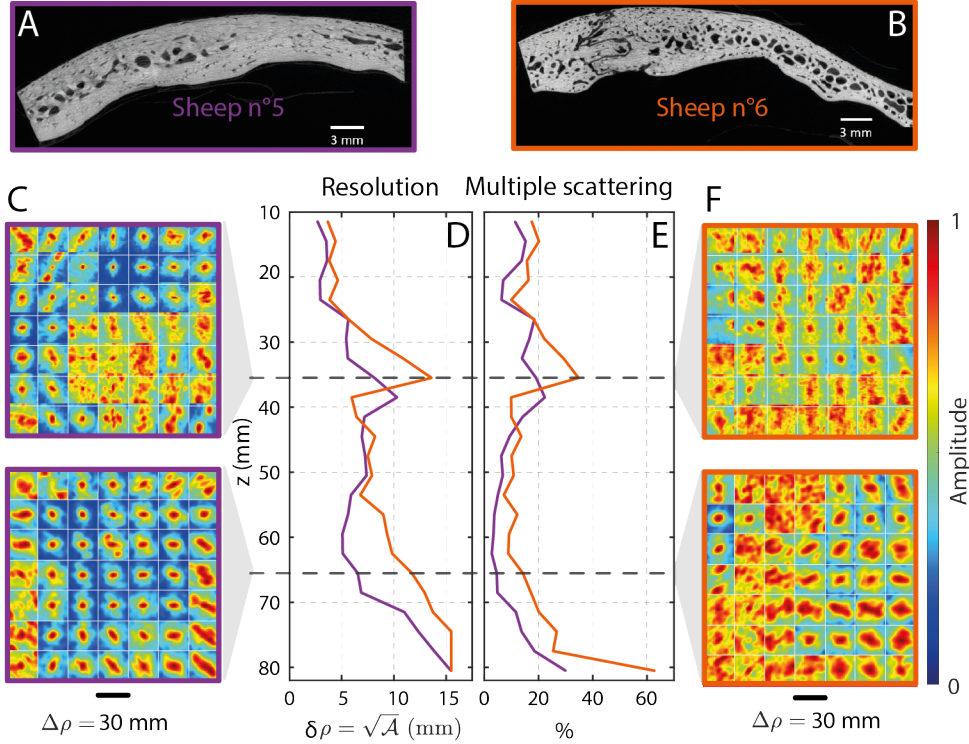 A
Sheep n°5
3 mm
B
Sheep n°6
3 mm
C
Resolution
Multiple scattering
F
D
E
10
20
30
40
50
60
70
80
z (mm)
0
5
10
15
δρ = √𝒜 (mm)
0
20
40
60
%
Δρ = 30 mm
Δρ = 30 mm
1
Amplitude
0